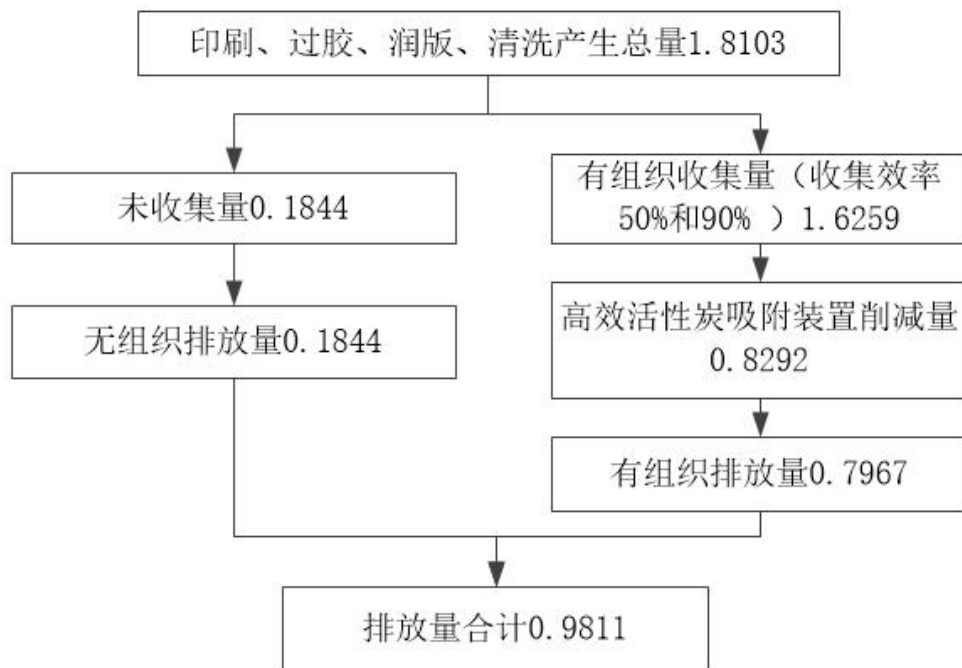 印刷、过胶、润版、清洗产生总量1.8103
未收集量0.1844
有组织收集量（收集效率
50%和90% ）1.6259
无组织排放量0.1844
高效活性炭吸附装置削减量
0.8292
有组织排放量0.7967
排放量合计0.9811